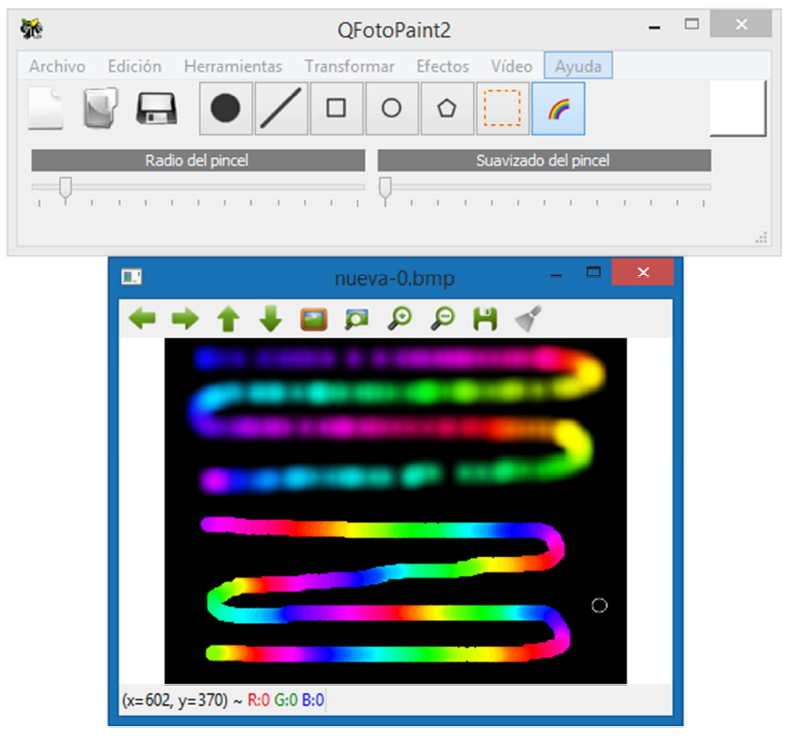 QFotoPaint2
Archivo Edición Herramientas Transformar Efectos Vídeo Ayuda
Radio del pincel Suavizado del pincel
nueva-0.bmp
(x=602, y=370) ~ R:0 G:0 B:0